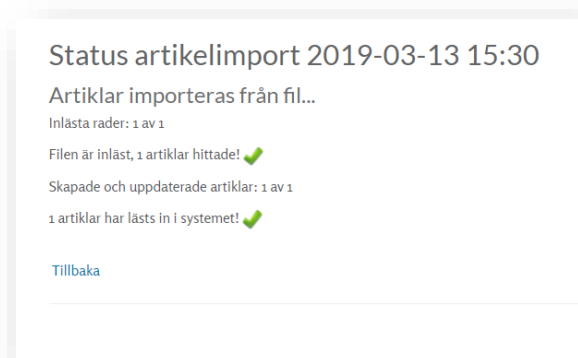 Status artikelimport 2019-03-13 15:30
Artiklar importeras från fil...
Inlästa rader: 1 av 1
Filen är inläst, 1 artiklar hittade!
Skapade och uppdaterade artiklar: 1 av 1
1 artiklar har lästs in i systemet!
Tillbaka